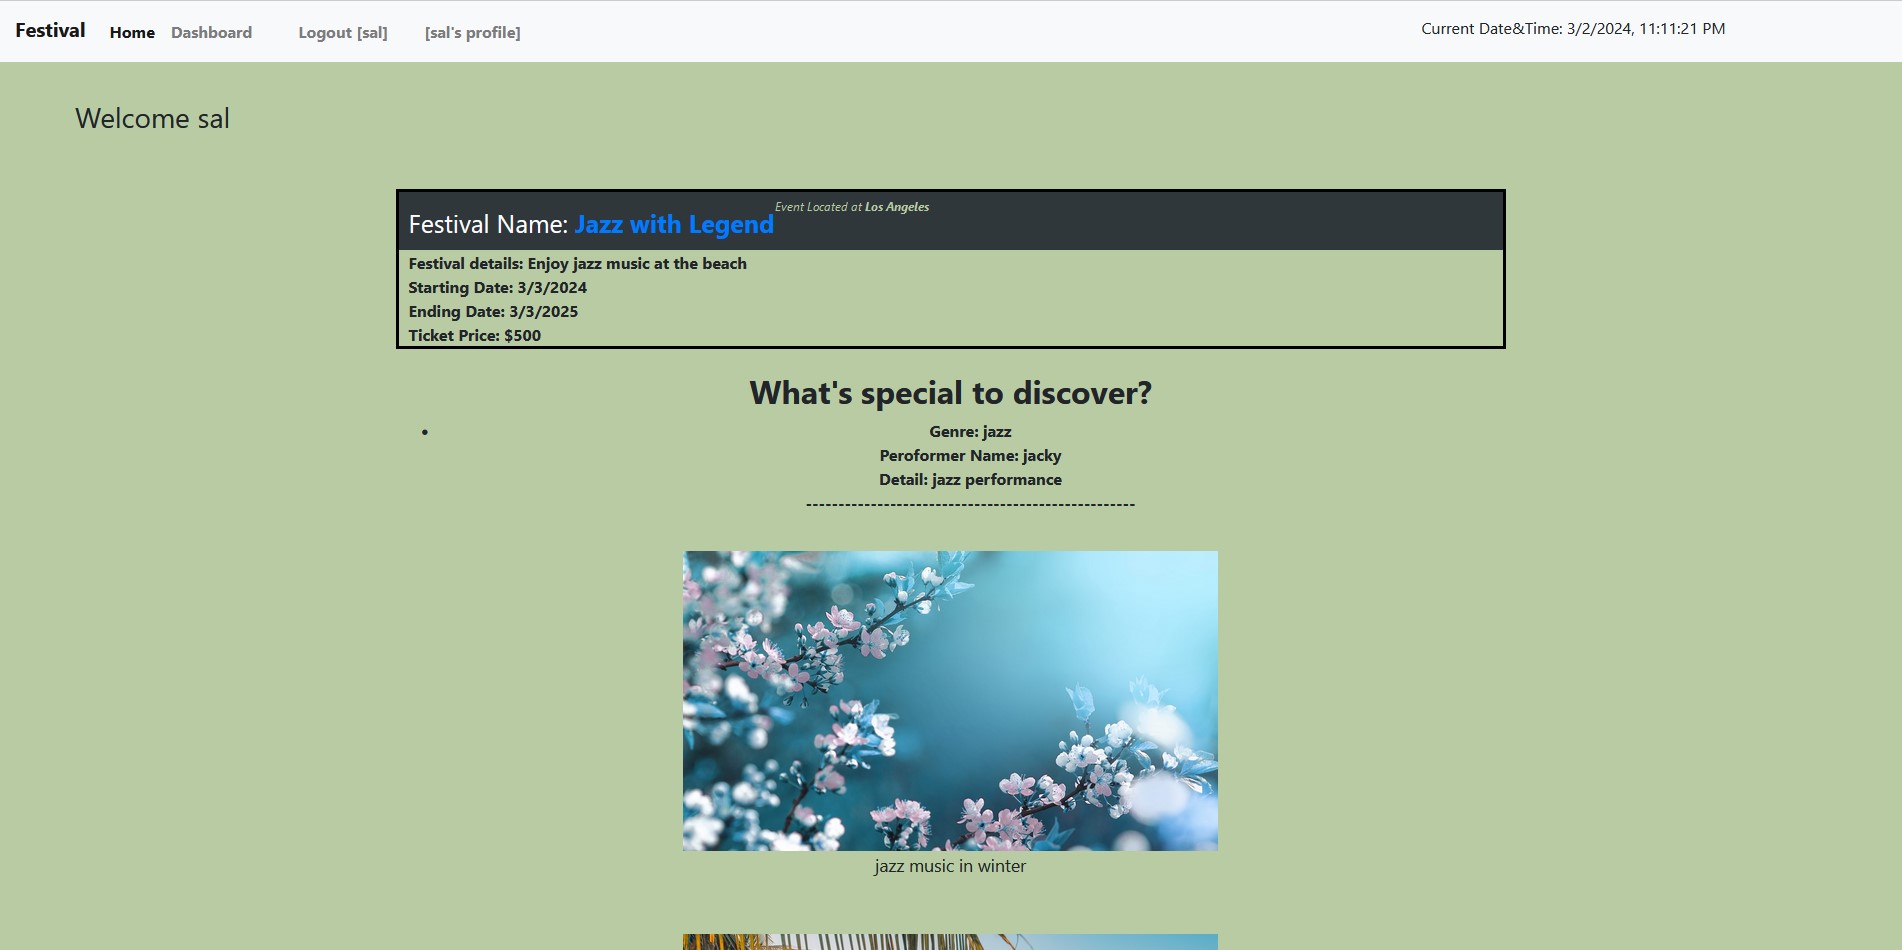 Festival Home Dashboard Logout [sal] [sal's profile] Current Date&Time: 3/2/2024, 11:11:21 PM
Welcome sal
Event Located at Los Angeles
Festival Name: Jazz with Legend
Festival details: Enjoy jazz music at the beach
Starting Date: 3/3/2024
Ending Date: 3/3/2025
Ticket Price: $500
What's special to discover?
• Genre: jazz
Peroformer Name: jacky
Detail: jazz performance
---------------------------------------------------
jazz music in winter